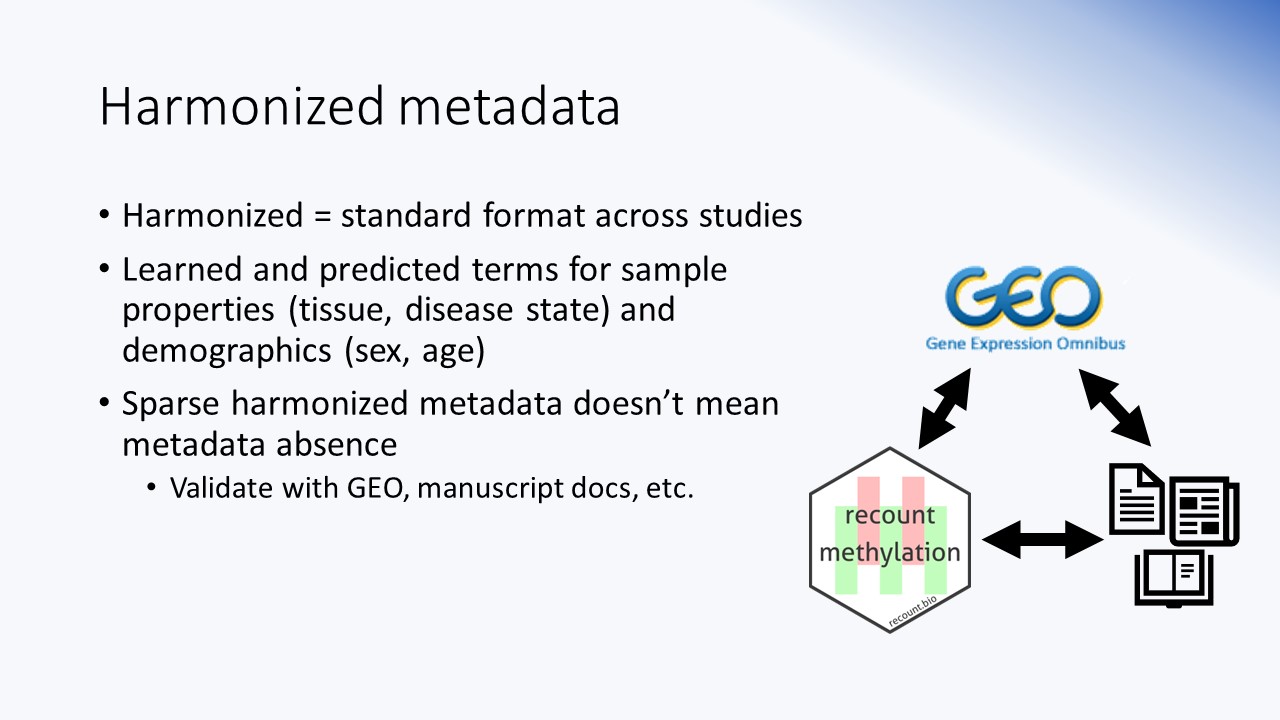 Harmonized metadata
• Harmonized = standard format across studies
• Learned and predicted terms for sample
properties (tissue, disease state) and
demographics (sex, age)
• Sparse harmonized metadata doesn’t mean
metadata absence
• Validate with GEO, manuscript docs, etc.
GEO
Gene Expression Omnibus
recount
methylation
recount.bio